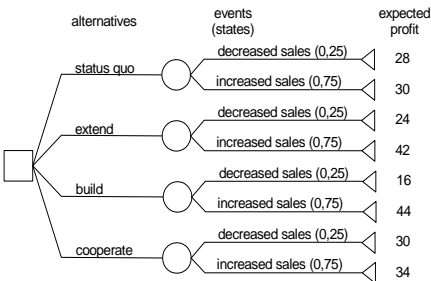 alternatives
events
(states)
expected
profit
status quo
decreased sales (0,25)
28
increased sales (0,75)
30
extend
decreased sales (0,25)
24
increased sales (0,75)
42
build
decreased sales (0,25)
16
increased sales (0,75)
44
cooperate
decreased sales (0,25)
30
increased sales (0,75)
34